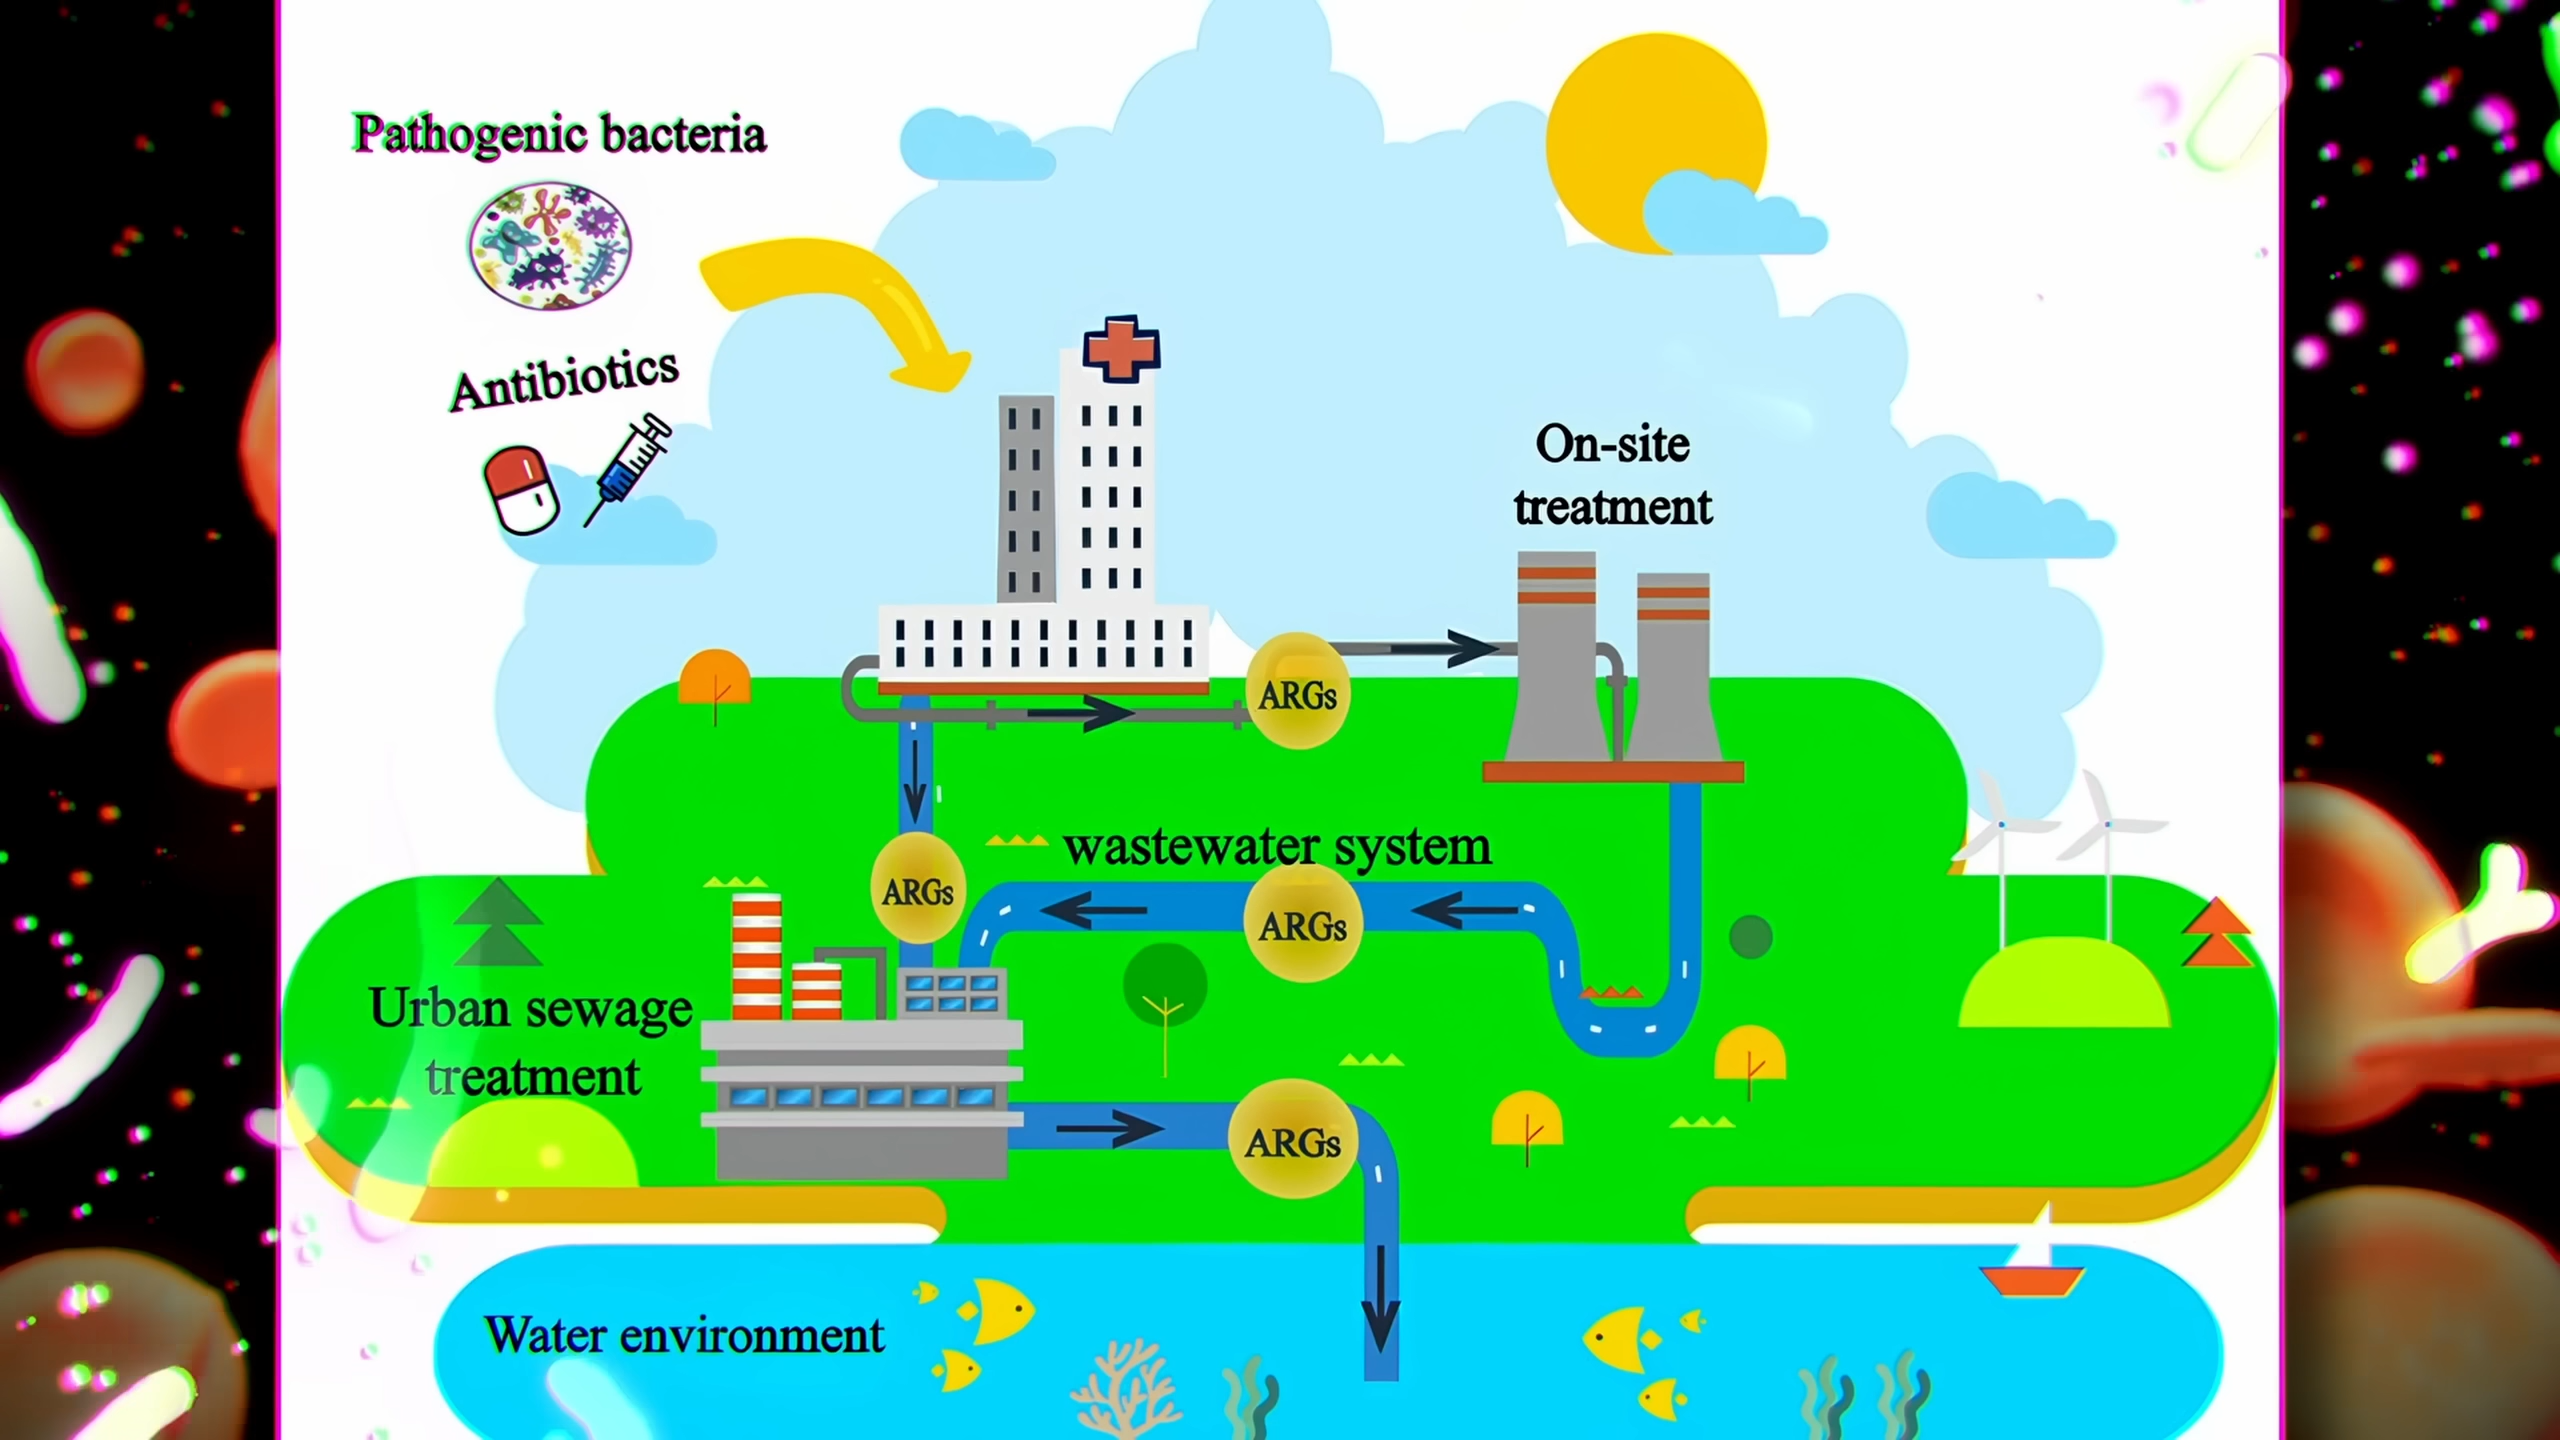 Pathogenic bacteria
Antibiotics
On-site
treatment
ARGs
wastewater system
ARGs
ARGs
Urban sewage
treatment
ARGs
Water environment